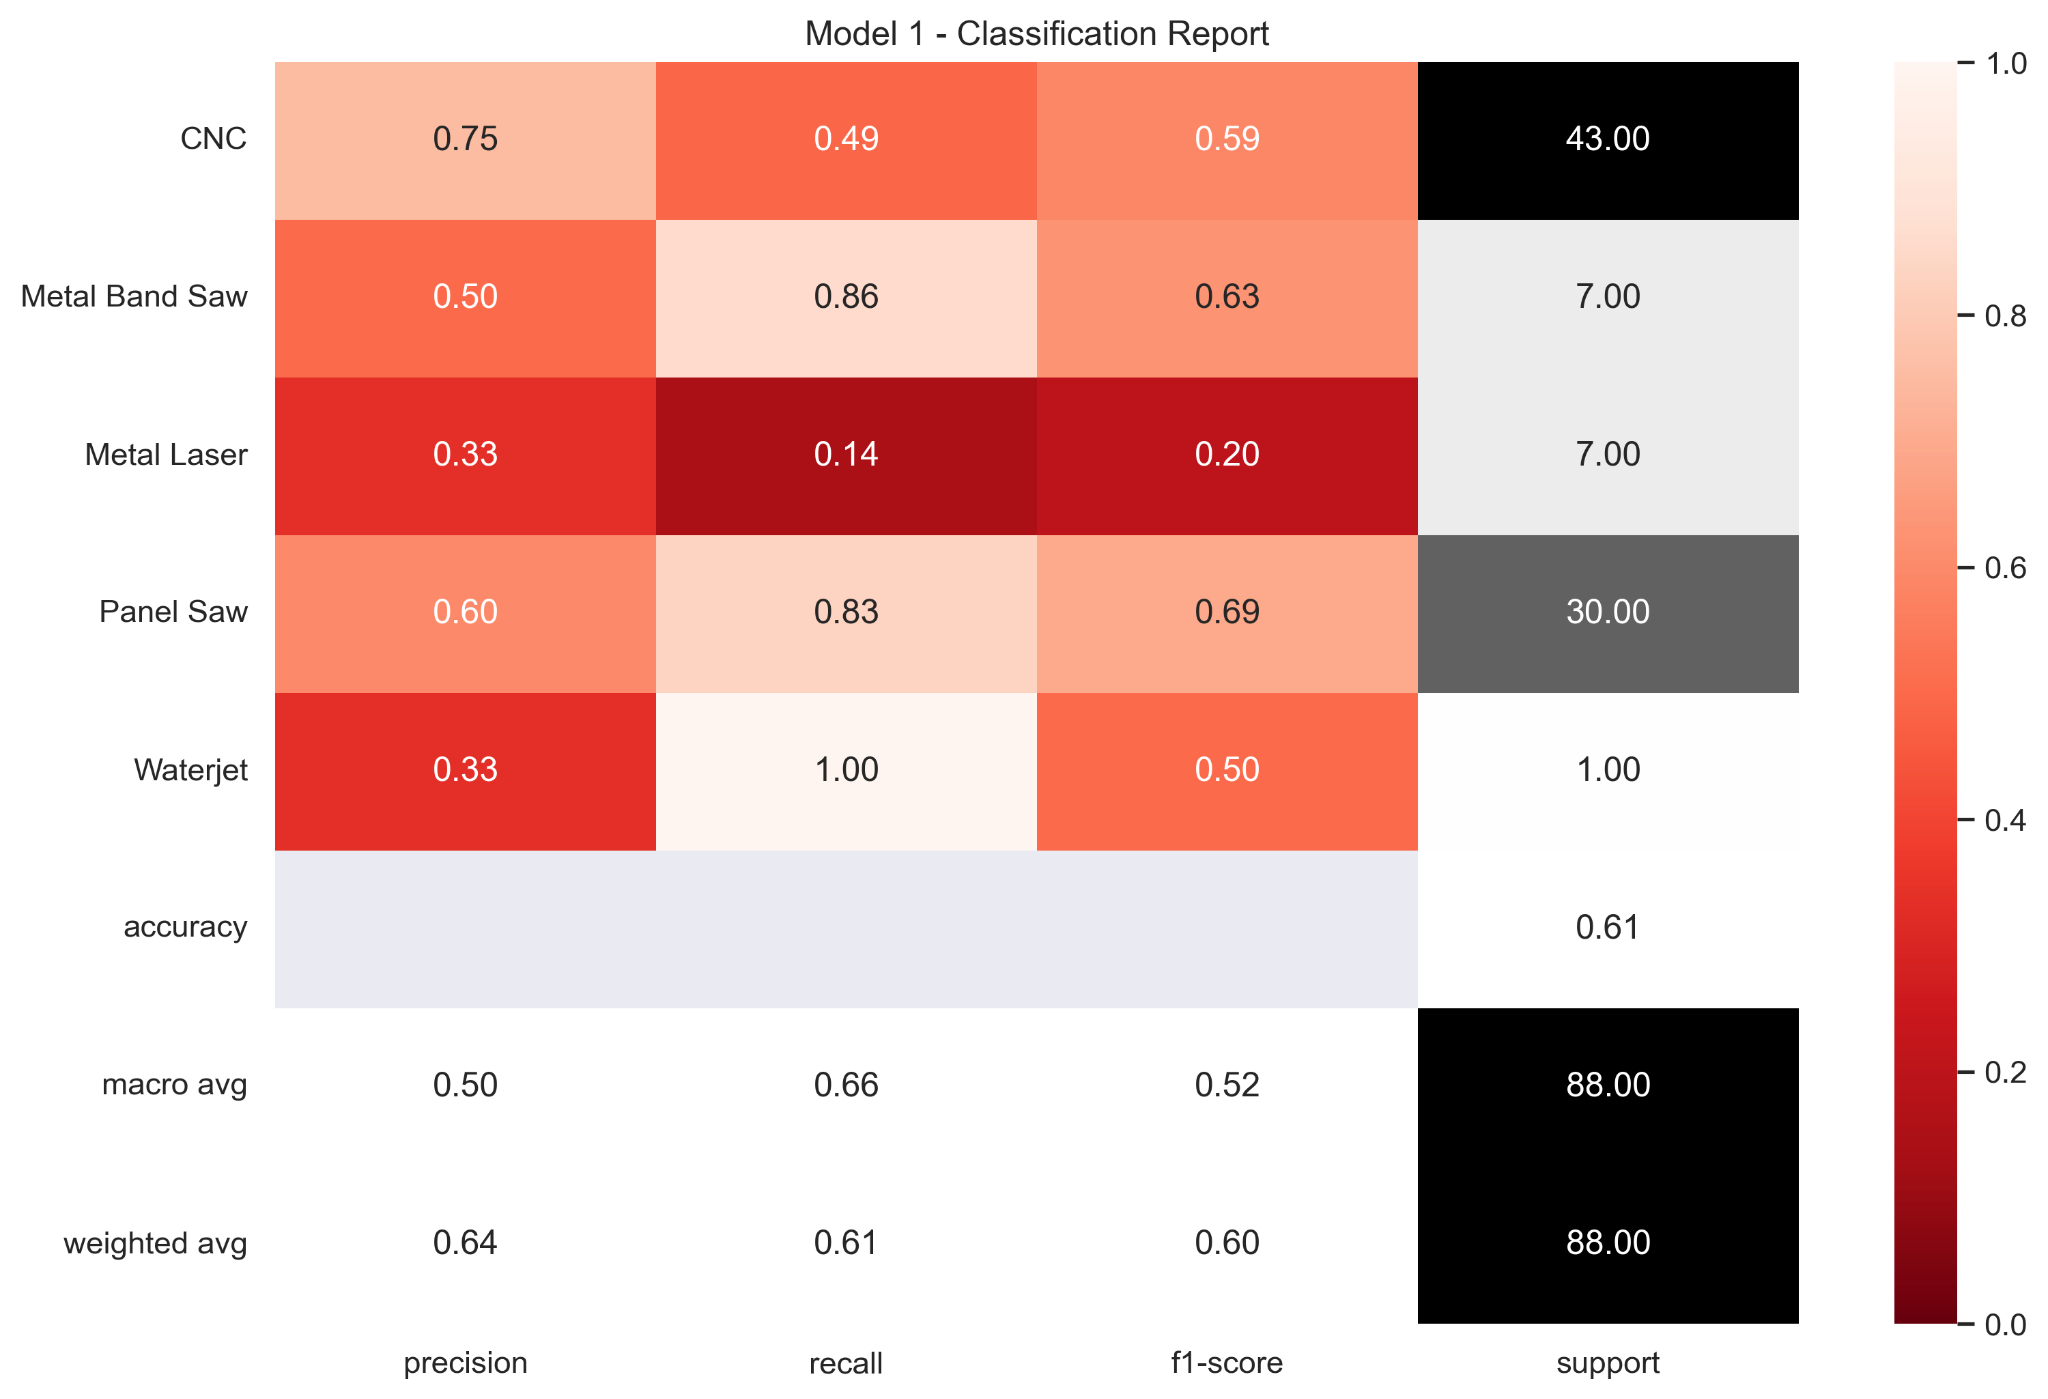 Model 1 - Classification Report
CNC 0.75 0.49 0.59 43.00
Metal Band Saw 0.50 0.86 0.63 7.00
Metal Laser 0.33 0.14 0.20 7.00
Panel Saw 0.60 0.83 0.69 30.00
Waterjet 0.33 1.00 0.50 1.00
accuracy 0.61
macro avg 0.50 0.66 0.52 88.00
weighted avg 0.64 0.61 0.60 88.00
precision recall f1-score support
1.0
0.8
0.6
0.4
0.2
0.0